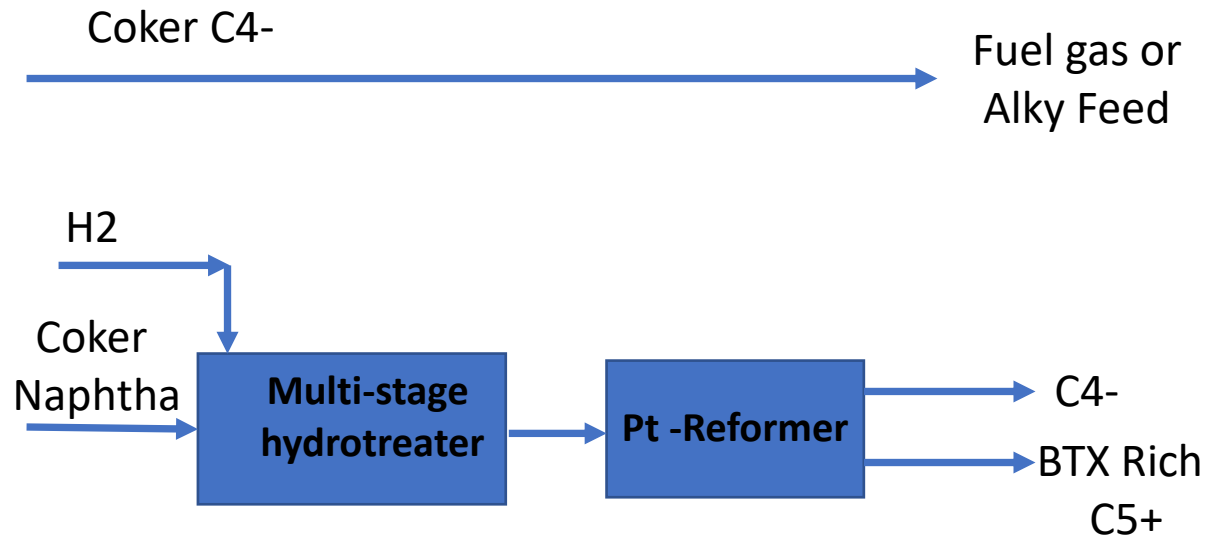 Coker C4-
Fuel gas or
Alky Feed
H2
Coker
Naphtha
Multi-stage
hydrotreater
Pt -Reformer
C4-
BTX Rich
C5+